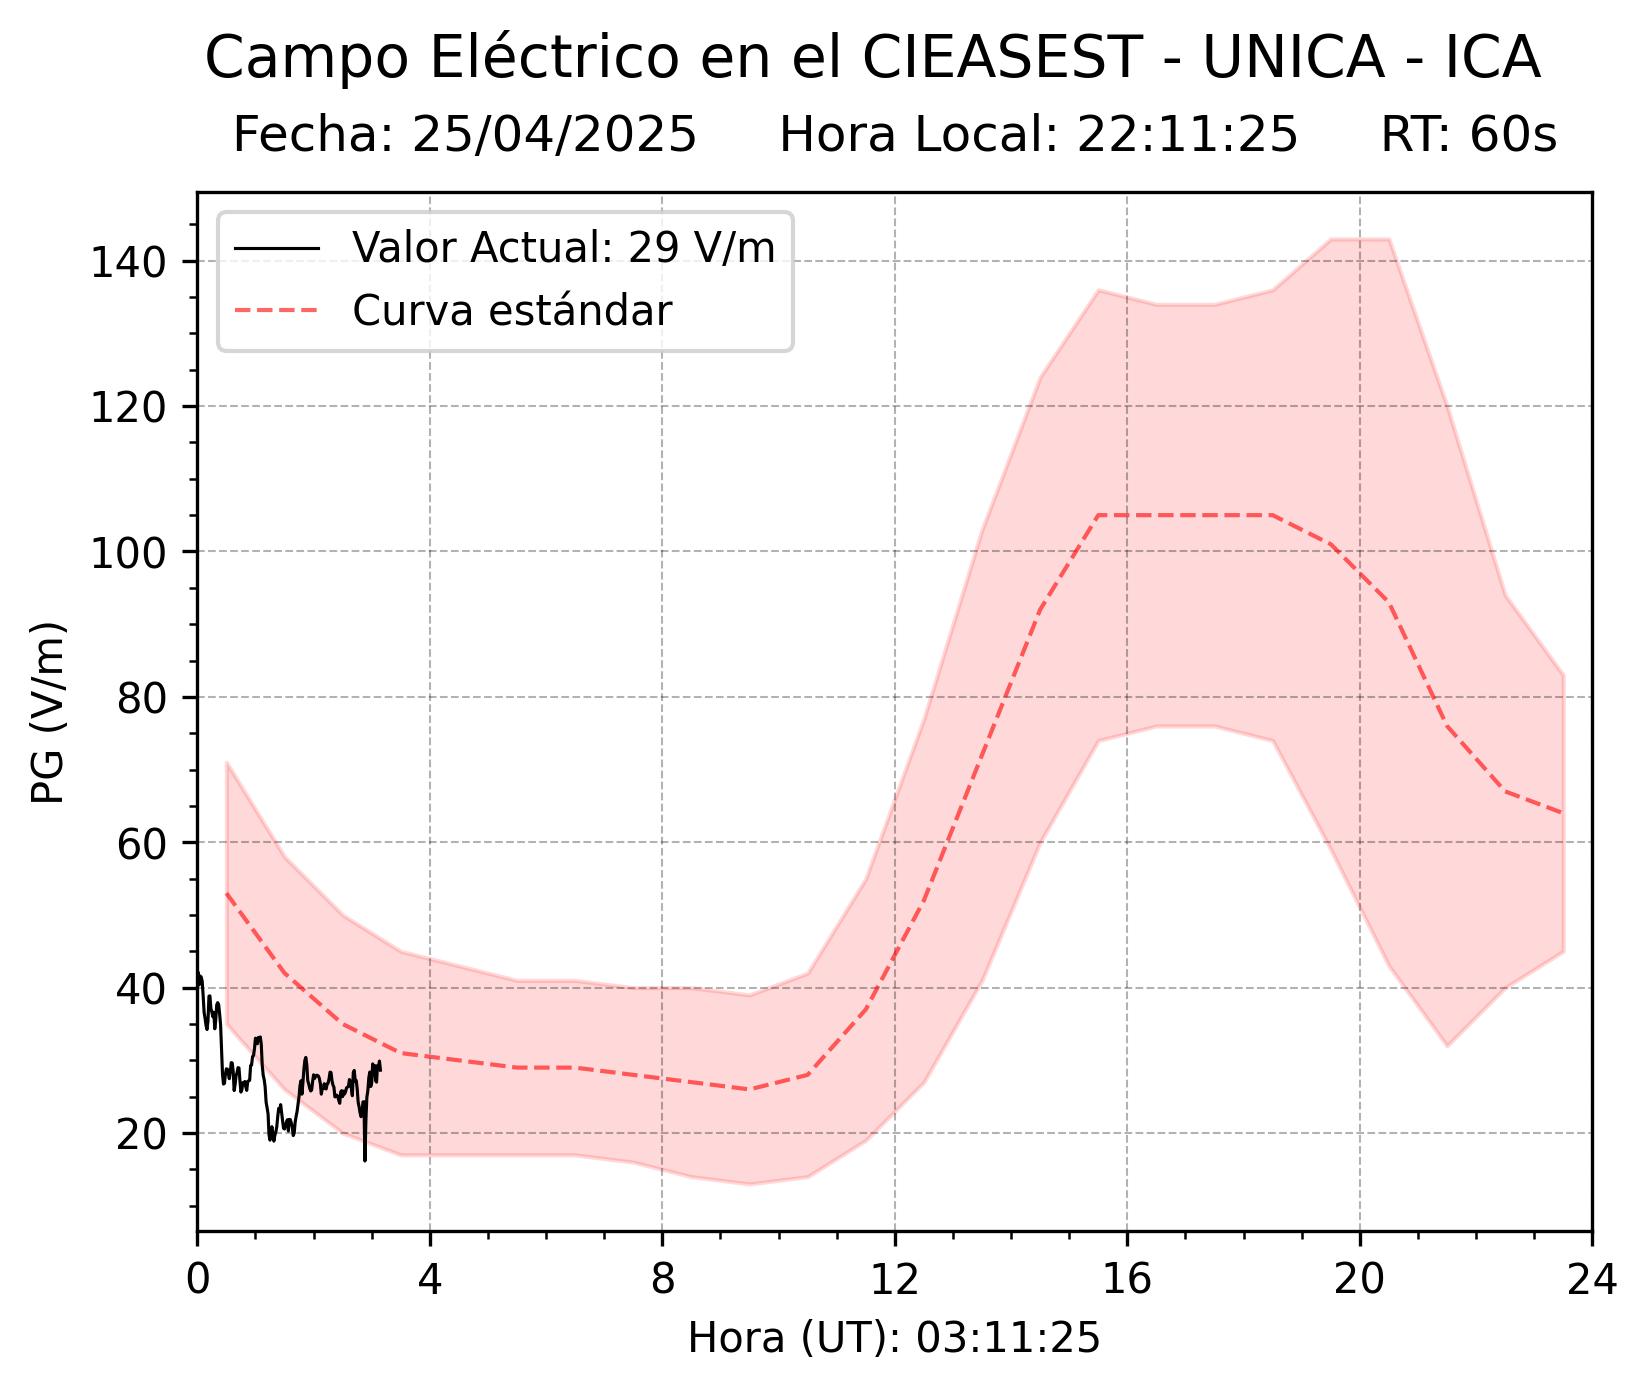 Campo Eléctrico en el CIEASEST - UNICA - ICA
Fecha: 25/04/2025 Hora Local: 22:11:25 RT: 60s
Valor Actual: 29 V/m
Curva estándar
PG (V/m)
140
120
100
80
60
40
20
0 4 8 12 16 20 24
Hora (UT): 03:11:25